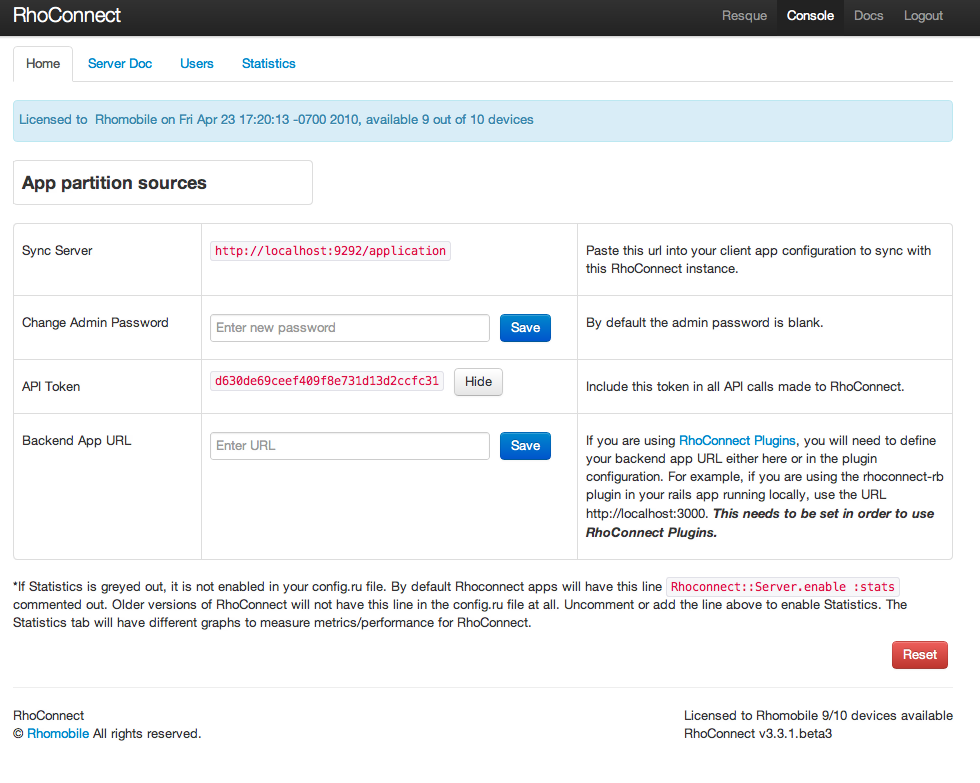 RhoConnect
Resque Console Docs Logout
Home Server Doc Users Statistics
Licensed to Rhomobile on Fri Apr 23 17:20:13 -0700 2010, available 9 out of 10 devices
App partition sources
Sync Server
http://localhost:9292/application
Paste this url into your client app configuration to sync with
this RhoConnect instance.
Change Admin Password
Enter new password
Save
By default the admin password is blank.
API Token
d630de69ceef409f8e731d13d2ccfc31
Hide
Include this token in all API calls made to RhoConnect.
Backend App URL
Enter URL
Save
If you are using RhoConnect Plugins, you will need to define
your backend app URL either here or in the plugin
configuration. For example, if you are using the rhoconnect-rb
plugin in your rails app running locally, use the URL
http://localhost:3000. This needs to be set in order to use
RhoConnect Plugins.
*If Statistics is greyed out, it is not enabled in your config.ru file. By default Rhoconnect apps will have this line Rhoconnect::Server.enable :stats
commented out. Older versions of RhoConnect will not have this line in the config.ru file at all. Uncomment or add the line above to enable Statistics. The
Statistics tab will have different graphs to measure metrics/performance for RhoConnect.
Reset
RhoConnect
© Rhomobile All rights reserved.
Licensed to Rhomobile 9/10 devices available
RhoConnect v3.3.1.beta3